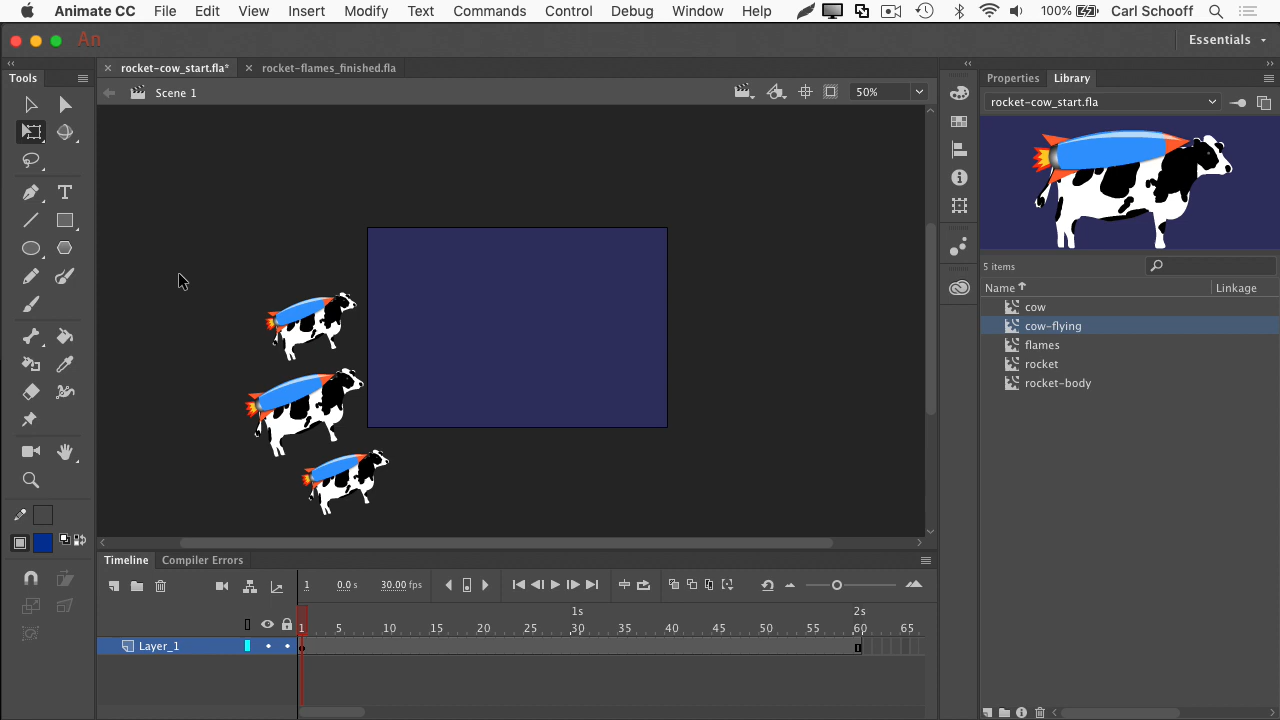 Animate CC File Edit View Insert Modify Text Commands Control Debug Window Help 100% Carl Schooff
An Essentials
Tools rocket-cow_start.fla* rocket-flames_finished.fla Properties Library
Scene 1 50% rocket-cow_start.fla
5 items
Name Linkage
cow
cow-flying
flames
rocket
rocket-body
Timeline Compiler Errors
1 0.0 s 30.00 fps
1s 2s
1 5 10 15 20 25 30 35 40 45 50 55 60 65
Layer_1